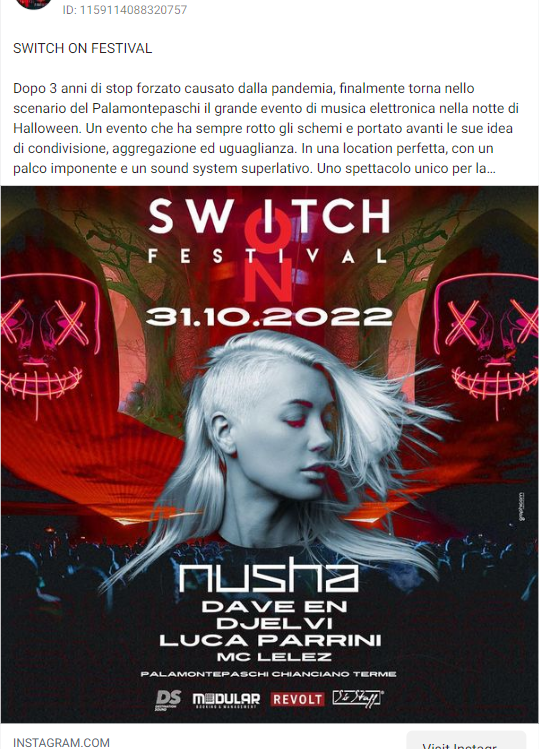 ID: 1159114088320757
SWITCH ON FESTIVAL
Dopo 3 anni di stop forzato causato dalla pandemia, finalmente torna nello
scenario del Palamontepaschi il grande evento di musica elettronica nella notte di
Halloween. Un evento che ha sempre rotto gli schemi e portato avanti le sue idea
di condivisione, aggregazione ed uguaglianza. In una location perfetta, con un
palco imponente e un sound system superlativo. Uno spettacolo unico per la...
SWITCH
ON
FESTIVAL
31.10.2022
nusha
DAVE EN
DJELVI
LUCA PARRINI
MC LELEZ
PALAMONTEPASCHI CHIANCIANO TERME
DS
MODULAR
BOOKING & MANAGEMENT
REVOLT
INSTAGRAM.COM
Visit Instagr